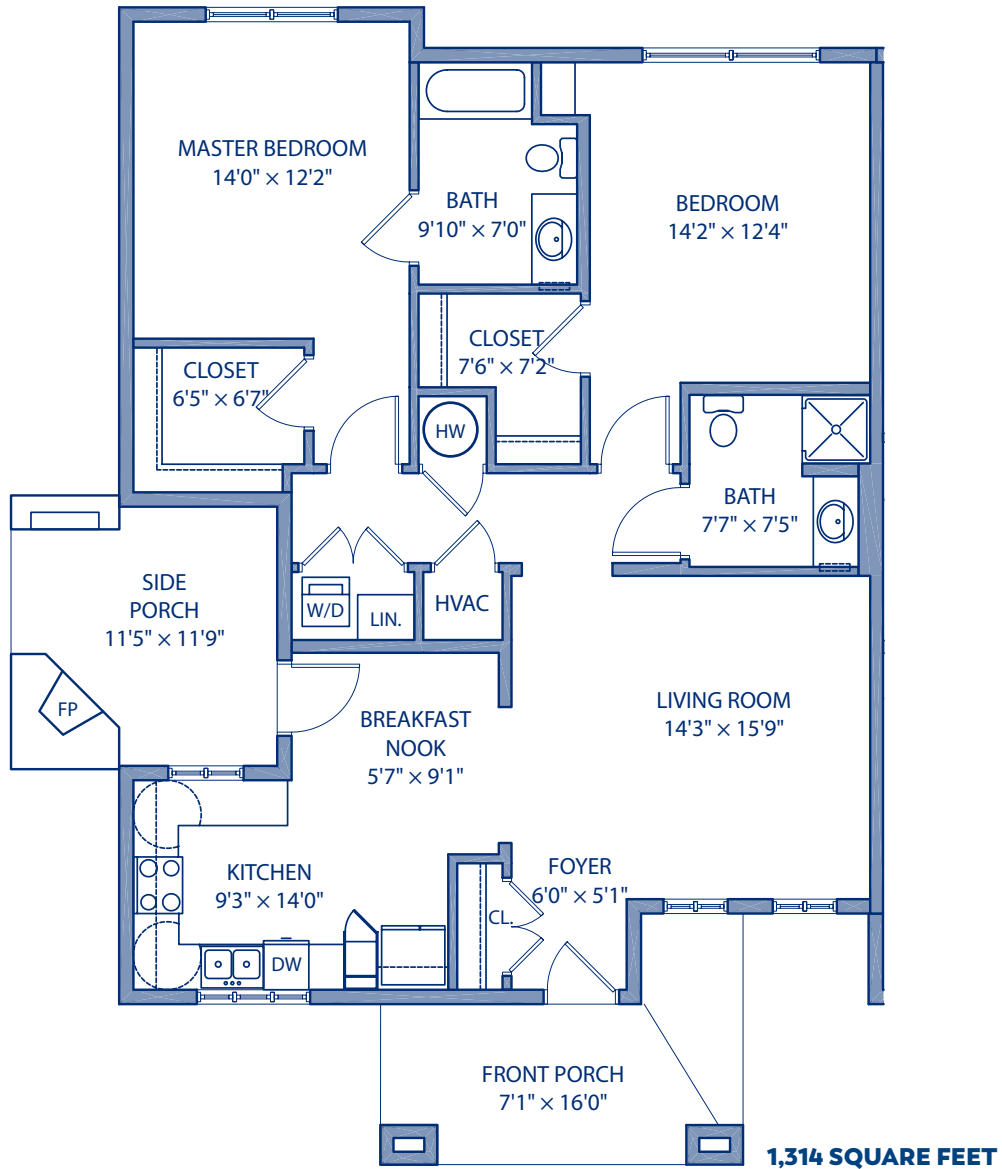 MASTER BEDROOM
14'0" × 12'2"
BATH
9'10" × 7'0"
BEDROOM
14'2" × 12'4"
CLOSET
7'6" × 7'2"
CLOSET
6'5" × 6'7"
HW
BATH
7'7" × 7'5"
SIDE
PORCH
11'5" × 11'9"
W/D
LIN.
HVAC
FP
BREAKFAST
NOOK
5'7" × 9'1"
LIVING ROOM
14'3" × 15'9"
KITCHEN
9'3" × 14'0"
FOYER
6'0" × 5'1"
CL.
DW
FRONT PORCH
7'1" × 16'0"
1,314 SQUARE FEET